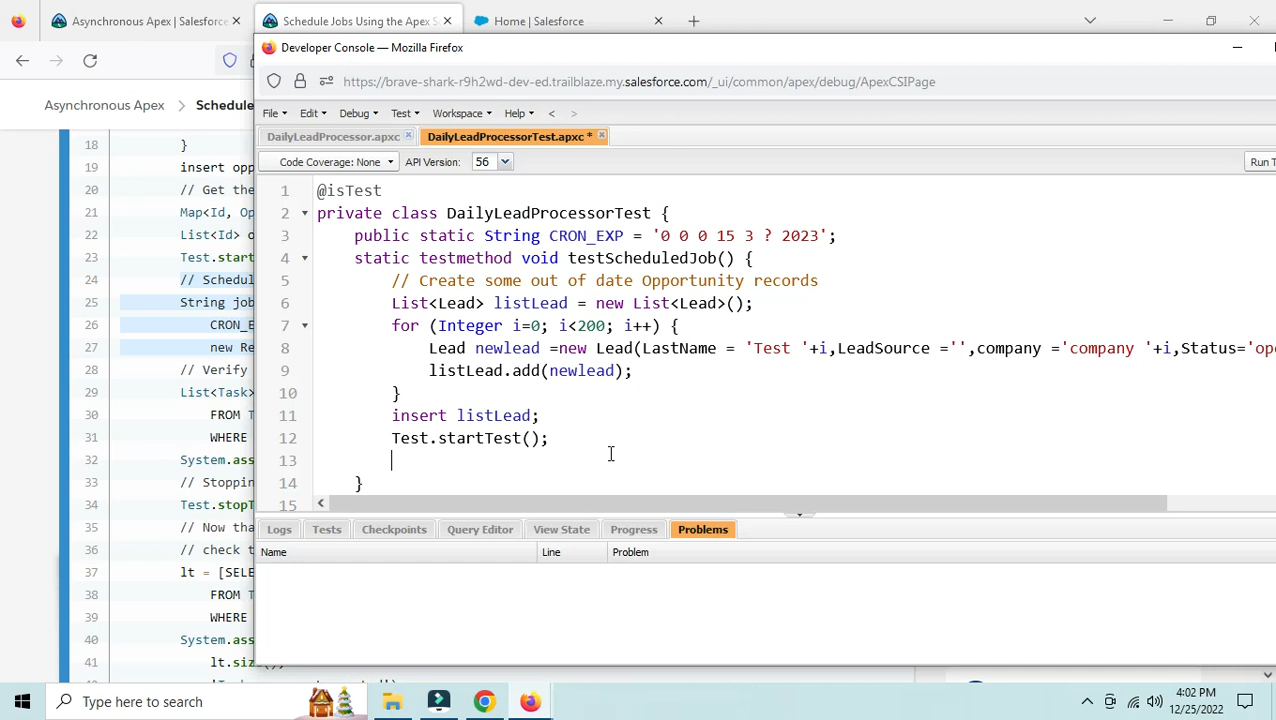 Asynchronous Apex | Salesforce
Schedule Jobs Using the Apex S
Home | Salesforce
Developer Console — Mozilla Firefox
https://brave-shark-r9h2wd-dev-ed.trailblaze.my.salesforce.com/_ui/common/apex/debug/ApexCSIPage
Asynchronous Apex > Schedule
File Edit Debug Test Workspace Help < >
DailyLeadProcessor.apxc
DailyLeadProcessorTest.apxc *
Code Coverage: None API Version: 56 Run T
18 }
19 insert opp
20 // Get the
21 Map<Id, Op
22 List<Id> o
23 Test.start
24 // Schedul
25 String job
26 CRON_E
27 new Re
28 // Verify
29 List<Task>
30 FROM T
31 WHERE
32 System.ass
33 // Stoppin
34 Test.stopT
35 // Now tha
36 // check t
37 lt = [SELE
38 FROM T
39 WHERE
40 System.ass
41 lt.size();
1 @isTest
2 private class DailyLeadProcessorTest {
3 public static String CRON_EXP = '0 0 0 15 3 ? 2023';
4 static testmethod void testScheduledJob() {
5 // Create some out of date Opportunity records
6 List<Lead> listLead = new List<Lead>();
7 for (Integer i=0; i<200; i++) {
8 Lead newlead =new Lead(LastName = 'Test '+i,LeadSource ='',company ='company '+i,Status='ope
9 listLead.add(newlead);
10 }
11 insert listLead;
12 Test.startTest();
13
14 }
15
Logs Tests Checkpoints Query Editor View State Progress Problems
Name Line Problem
Type here to search
4:02 PM
12/25/2022